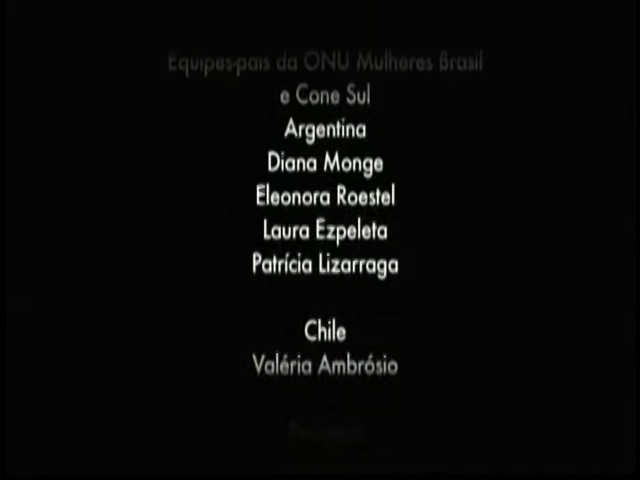 Equipes-país da ONU Mulheres Brasil
e Cone Sul
Argentina
Diana Monge
Eleonora Roestel
Laura Ezpeleta
Patrícia Lizarraga
Chile
Valéria Ambrósio